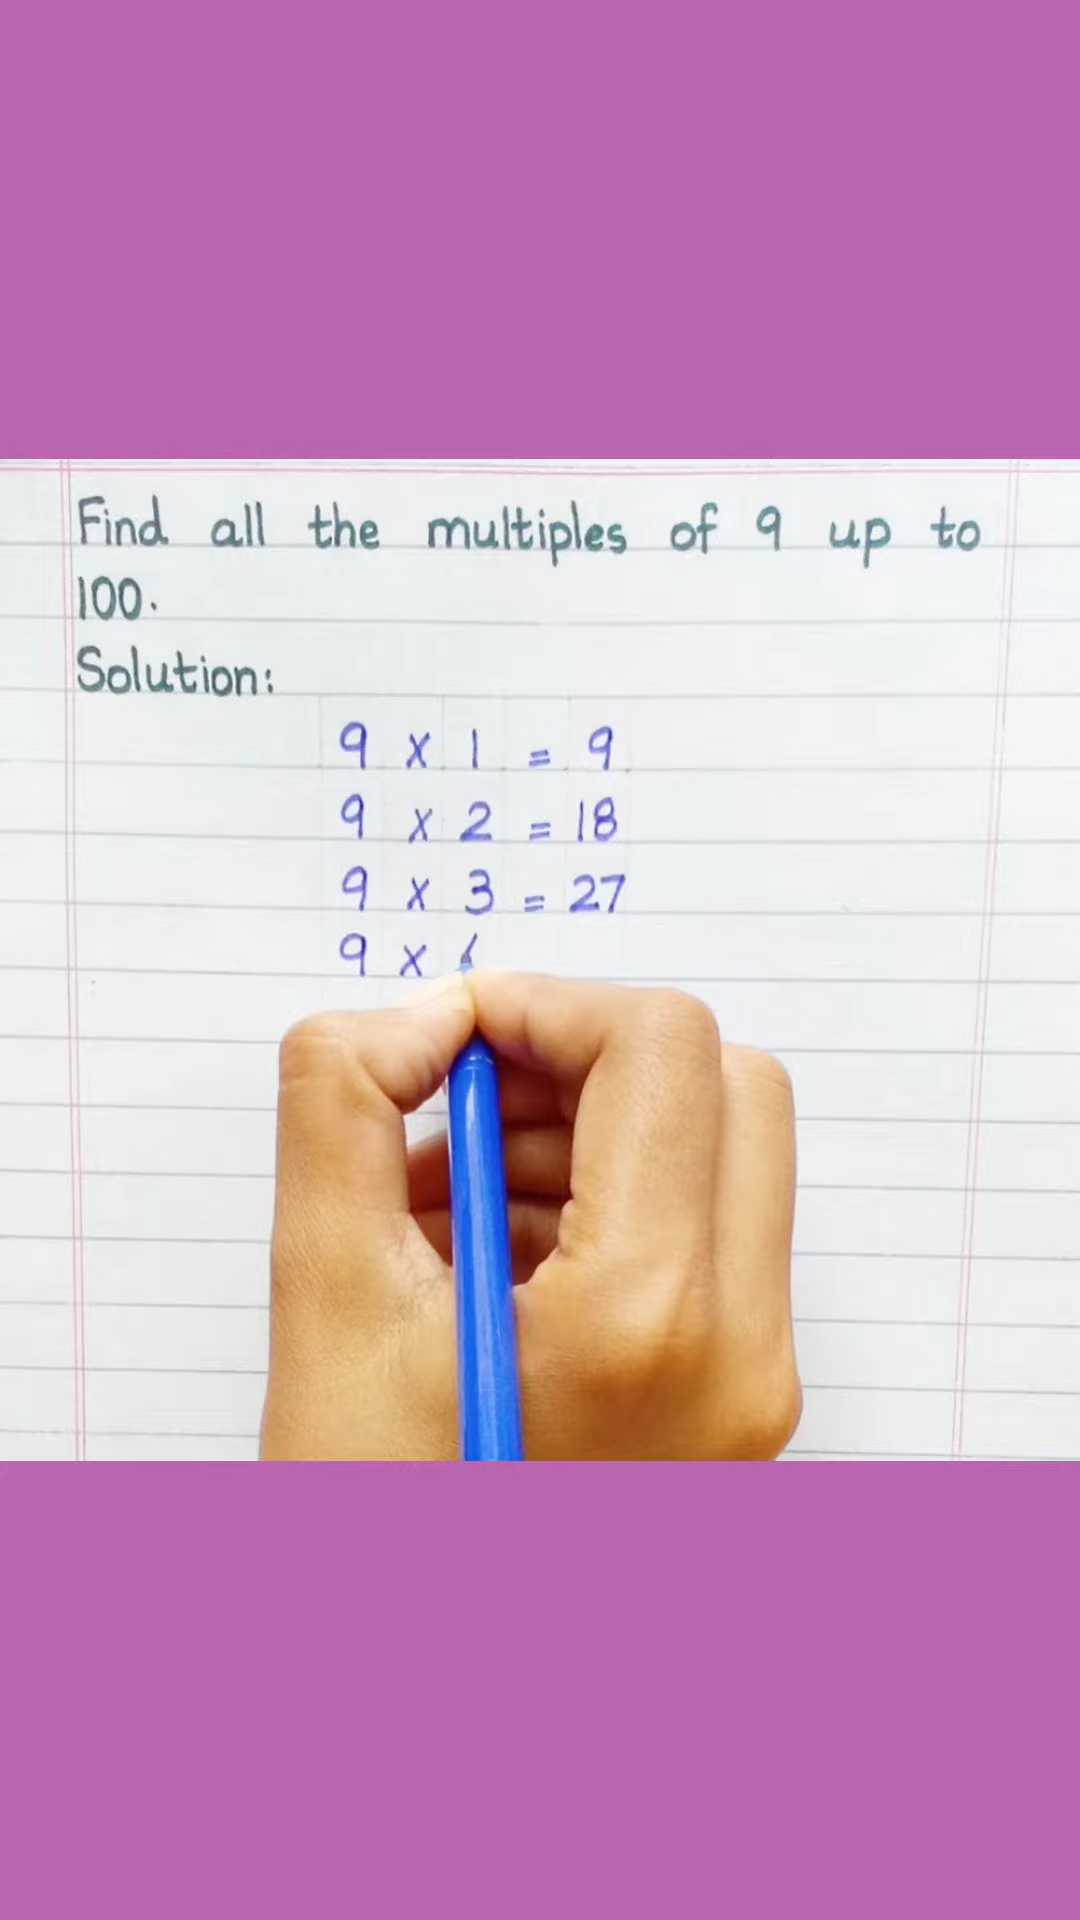 Find all the multiples of 9 up to
100.
Solution:
9 x 1 = 9
9 x 2 = 18
9 x 3 = 27
9 x